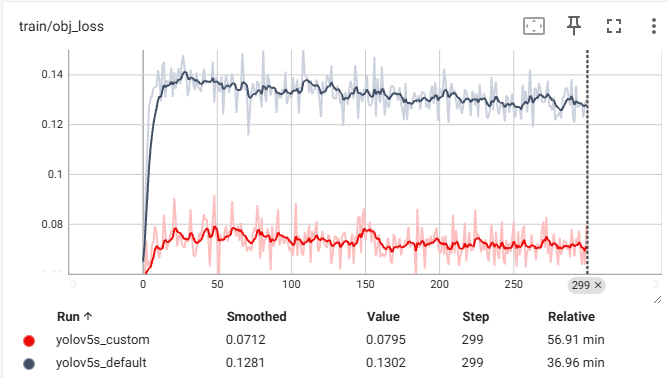 train/obj_loss
0.14
0.12
0.1
0.08
0 50 100 150 200 250 299 ×
Run ↑ Smoothed Value Step Relative
yolov5s_custom 0.0712 0.0795 299 56.91 min
yolov5s_default 0.1281 0.1302 299 36.96 min